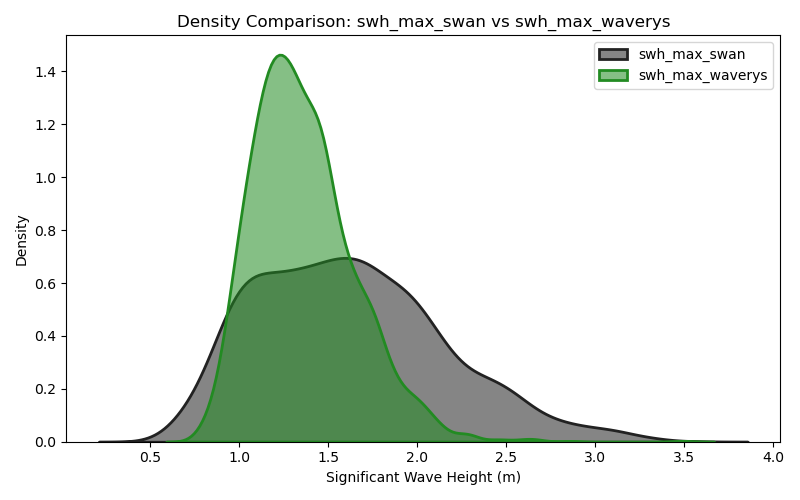 Density Comparison: swh_max_swan vs swh_max_waverys
swh_max_swan
swh_max_waverys
Density
1.4
1.2
1.0
0.8
0.6
0.4
0.2
0.0
0.5 1.0 1.5 2.0 2.5 3.0 3.5 4.0
Significant Wave Height (m)